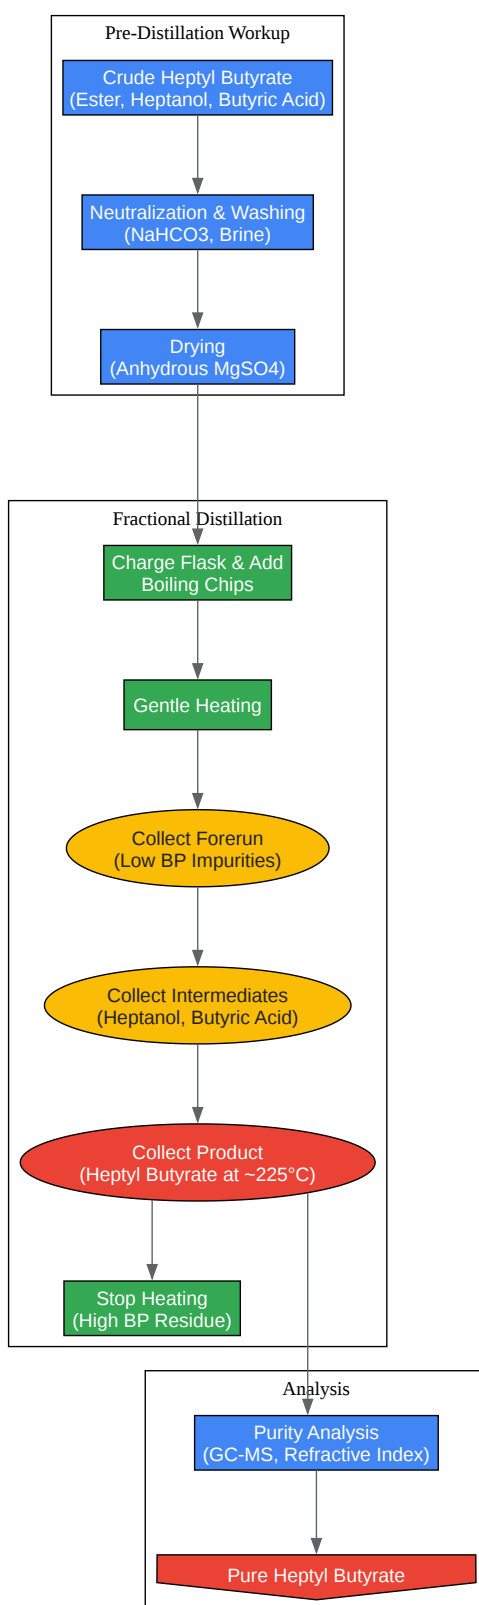 Pre-Distillation Workup
Crude Heptyl Butyrate
(Ester, Heptanol, Butyric Acid)
Neutralization & Washing
(NaHCO3, Brine)
Drying
(Anhydrous MgSO4)
Fractional Distillation
Charge Flask & Add
Boiling Chips
Gentle Heating
Collect Forerun
(Low BP Impurities)
Collect Intermediates
(Heptanol, Butyric Acid)
Collect Product
(Heptyl Butyrate at ~225°C)
Stop Heating
(High BP Residue)
Analysis
Purity Analysis
(GC-MS, Refractive Index)
Pure Heptyl Butyrate